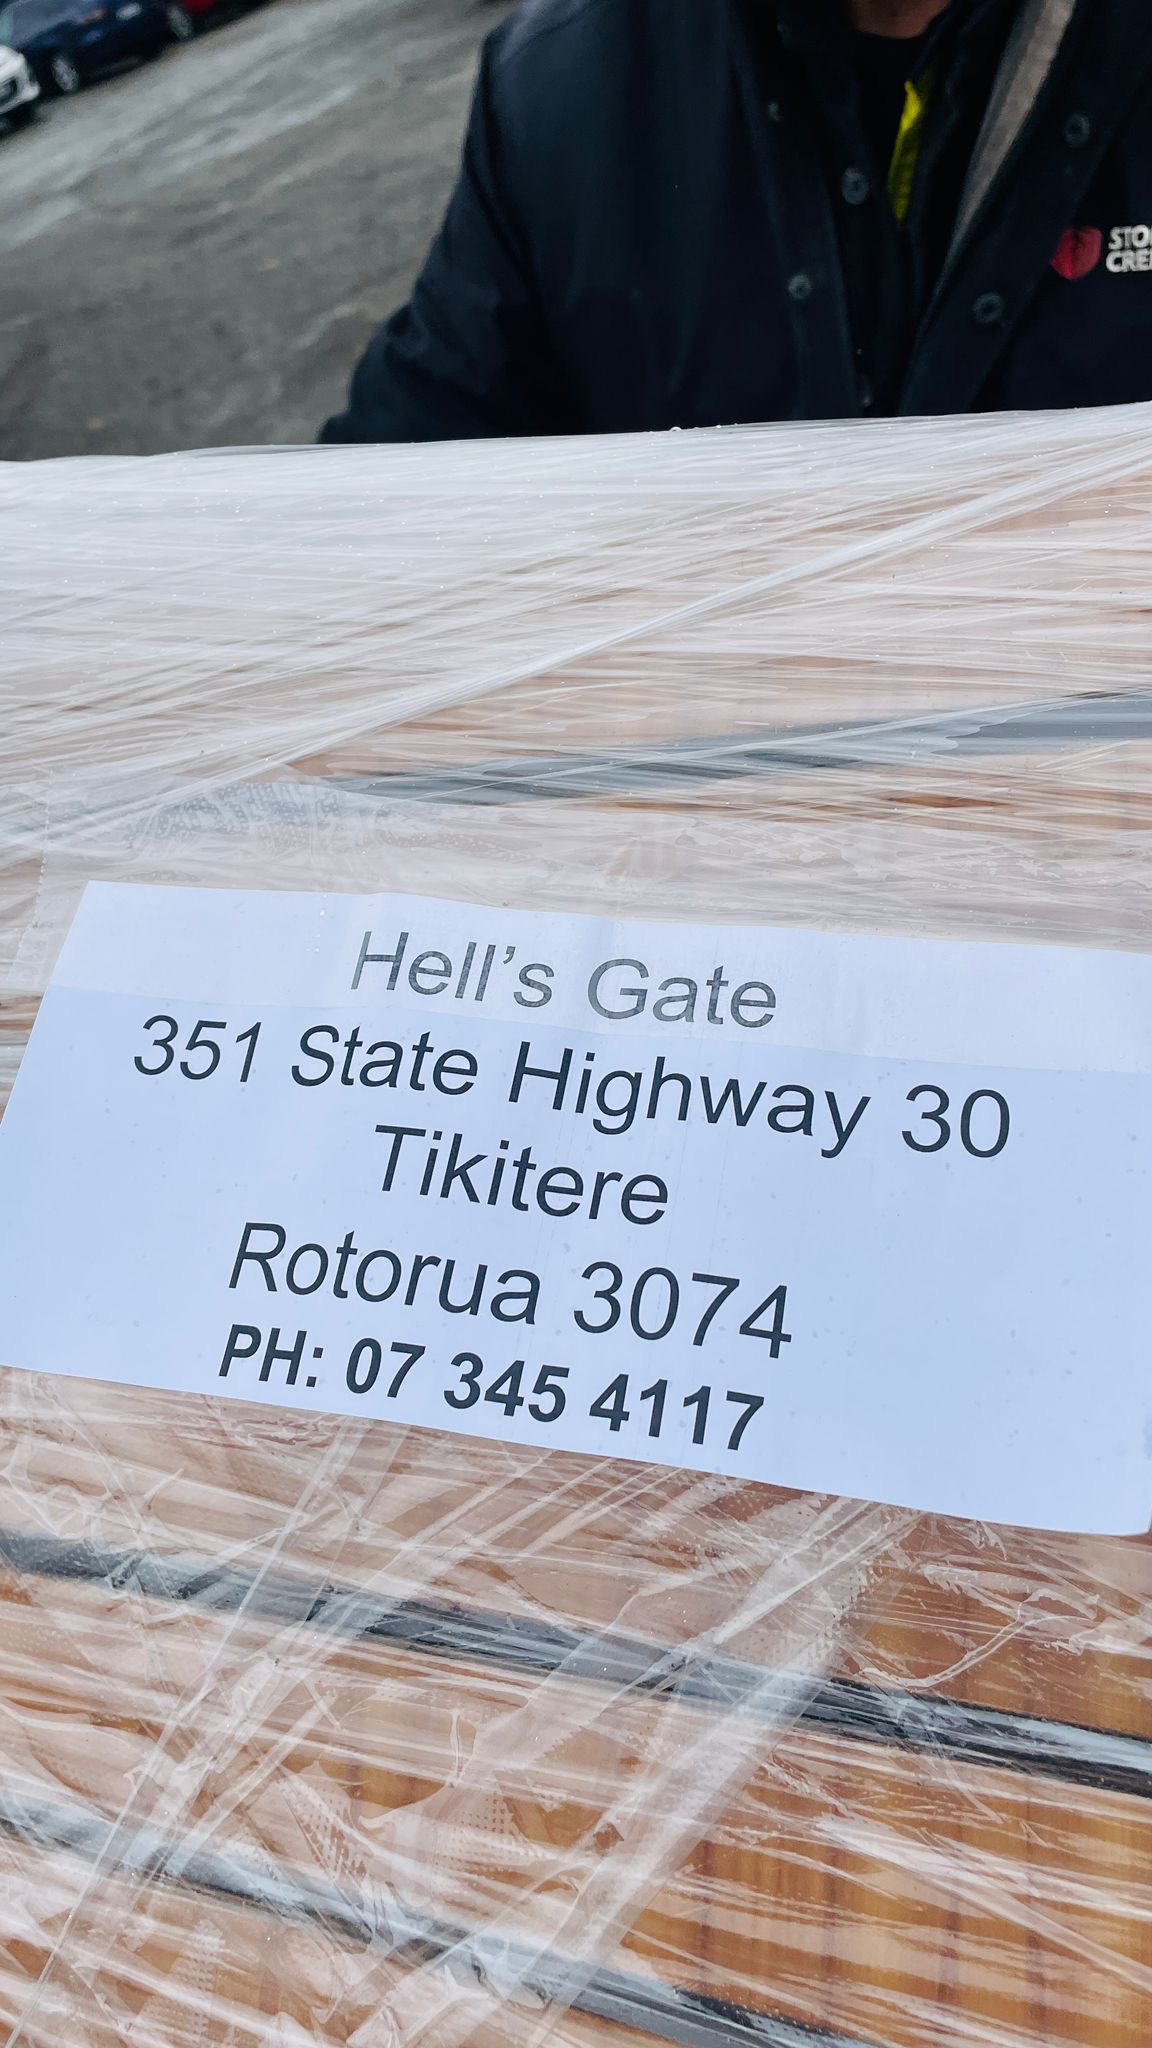 Hell's Gate
351 State Highway 30
Tikitere
Rotorua 3074
PH: 07 345 4117